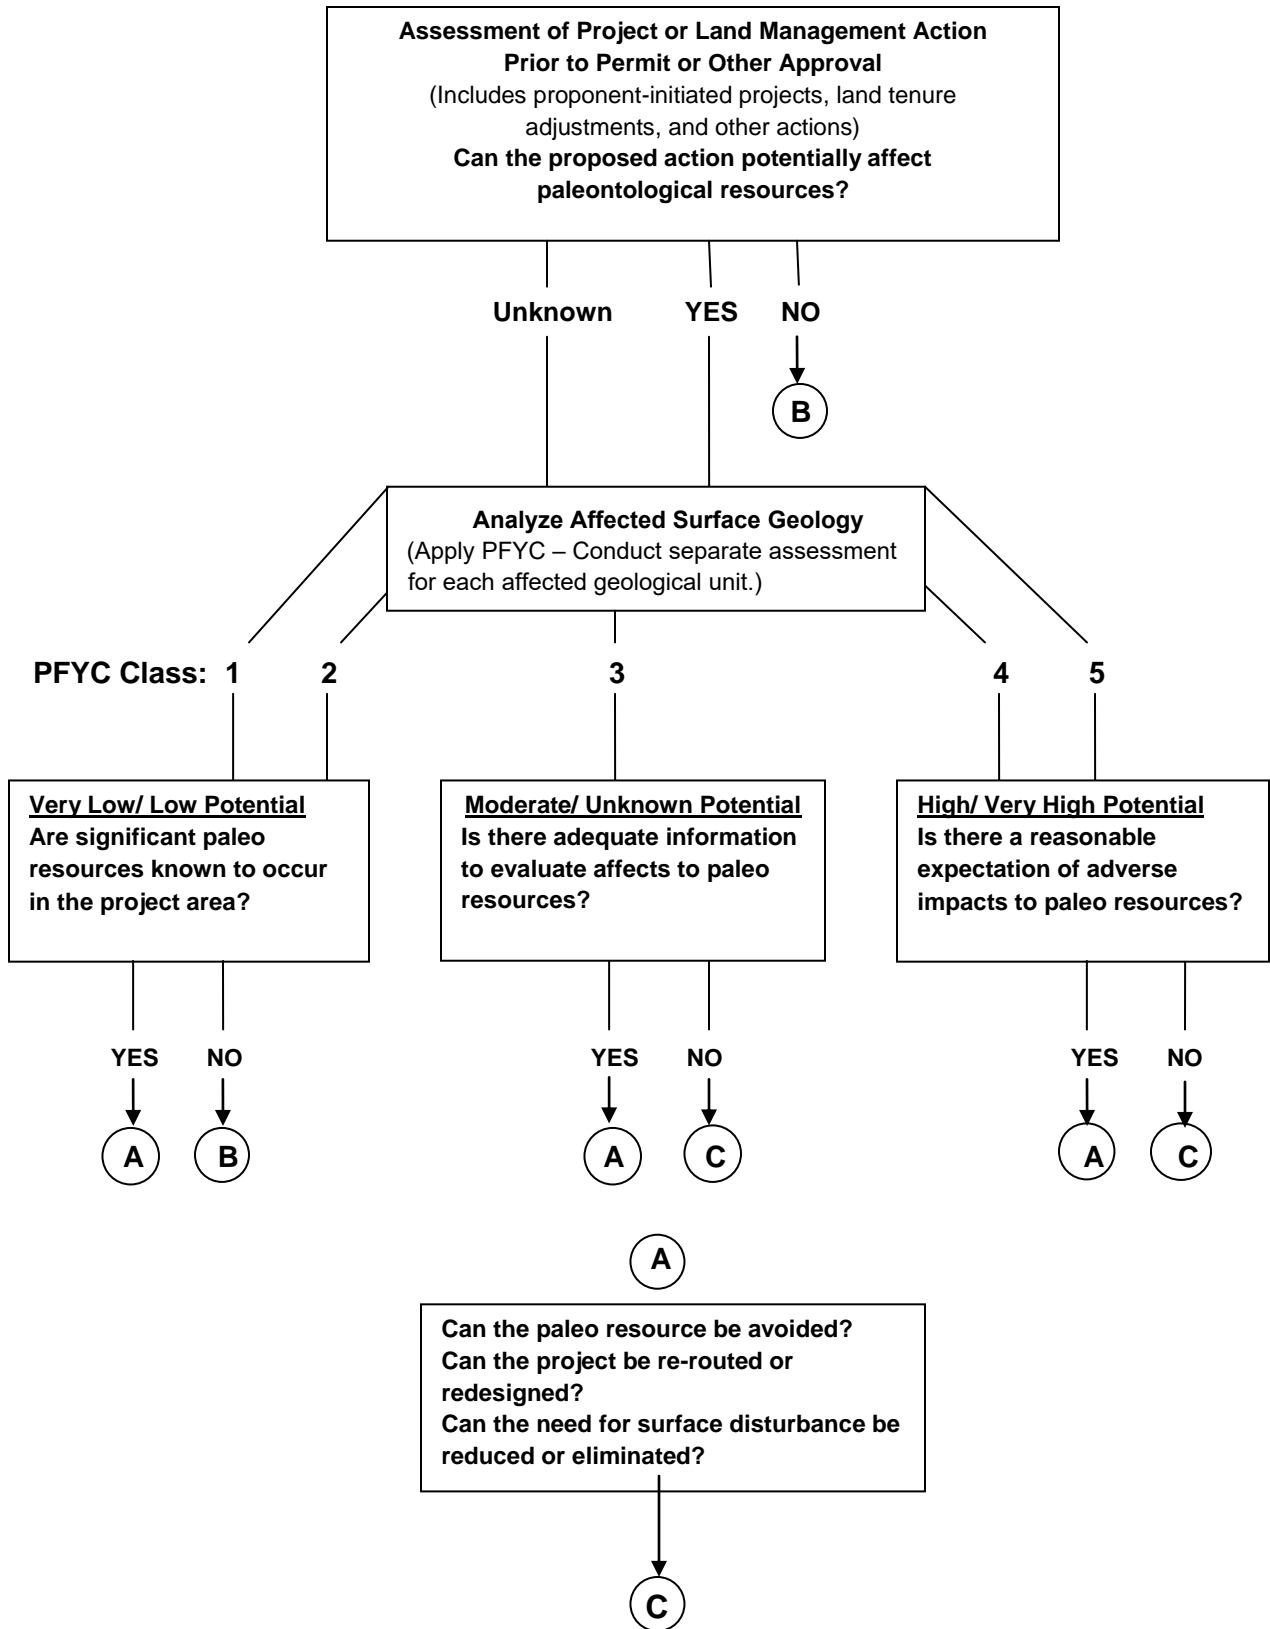 Assessment of Project or Land Management Action
Prior to Permit or Other Approval
(Includes proponent-initiated projects, land tenure
adjustments, and other actions)
Can the proposed action potentially affect
paleontological resources?
Unknown YES NO
B
Analyze Affected Surface Geology
(Apply PFYC – Conduct separate assessment
for each affected geological unit.)
PFYC Class: 1 2 3 4 5
Very Low/ Low Potential
Are significant paleo
resources known to occur
in the project area?
Moderate/ Unknown Potential
Is there adequate information
to evaluate affects to paleo
resources?
High/ Very High Potential
Is there a reasonable
expectation of adverse
impacts to paleo resources?
YES NO
A B
YES NO
A C
YES NO
A C
A
Can the paleo resource be avoided?
Can the project be re-routed or
redesigned?
Can the need for surface disturbance be
reduced or eliminated?
C